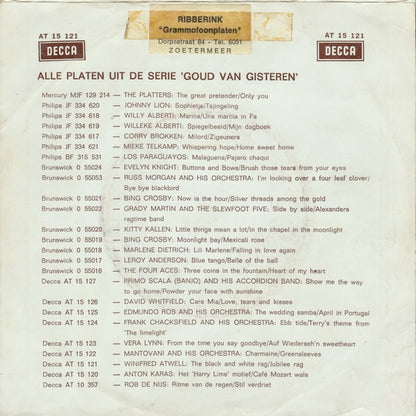 AT 15 121
DECCA
RIBBERINK
"Grammofoonplaten"
Dorpsstraat 84 - Tel. 6051
ZOETERMEER
AT 15 121
DECCA
ALLE PLATEN UIT DE SERIE 'GOUD VAN GISTEREN'
Mercury MJF 129 214 — THE PLATTERS: The great pretender/Only you
Philips JF 334 620 — JOHNNY LION: Sophietje/Tsjingeling
Philips JF 334 618 — WILLY ALBERTI: Marina/Una marcia in Fa
Philips JF 334 619 — WILLEKE ALBERTI: Spiegelbeeld/Mijn dagboek
Philips JF 334 617 — CORRY BROKKEN: Milord/Zigeuners
Philips JF 334 621 — MIEKE TELKAMP: Whispering hope/Home sweet home
Philips BF 315 531 — LOS PARAGUAYOS: Malaguena/Pajaro chaqui
Brunswick 0 55024 — EVELYN KNIGHT: Buttons and Bows/Brush those tears from your eyes
Brunswick 0 55053 — RUSS MORGAN AND HIS ORCHESTRA: I'm looking over a four leaf clover/
Bye bye blackbird
Brunswick 0 55021 — BING CROSBY: Now is the hour/Silver threads among the gold
Brunswick 0 55022 — GRADY MARTIN AND THE SLEWFOOT FIVE: Side by side/Alexanders
ragtime band
Brunswick 0 55020 — KITTY KALLEN: Little things mean a lot/In the chapel in the moonlight
Brunswick 0 55019 — BING CROSBY: Moonlight bay/Mexicali rose
Brunswick 0 55018 — MARLENE DIETRICH: Lili Marlene/Falling in love again
Brunswick 0 55017 — LEROY ANDERSON: Blue tango/Belle of the ball
Brunswick 0 55016 — THE FOUR ACES: Three coins in the fountain/Heart of my heart
Decca AT 15 127 — PRIMO SCALA (BANJO) AND HIS ACCORDION BAND: Show me the way
to go home/Powder your face with sunshine
Decca AT 15 126 — DAVID WHITFIELD: Cara Mia/Love, tears and kisses
Decca AT 15 125 — EDMUNDO ROS AND HIS ORCHESTRA: The wedding samba/April in Portugal
Decca AT 15 124 — FRANK CHACKSFIELD AND HIS ORCHESTRA: Ebb tide/Terry's theme from
'The limelight'
Decca AT 15 123 — VERA LYNN: From the time you say goodbye/Auf Wiederseh'n sweetheart
Decca AT 15 122 — MANTOVANI AND HIS ORCHESTRA: Charmaine/Greensleeves
Decca AT 15 121 — WINIFRED ATWELL: The black and white rag/Jubilee rag
Decca AT 15 120 — ANTON KARAS: Het 'Harry Lime' motief/Café Mozart wals
Decca AT 10 357 — ROB DE NIJS: Ritme van de regen/Stil verdriet